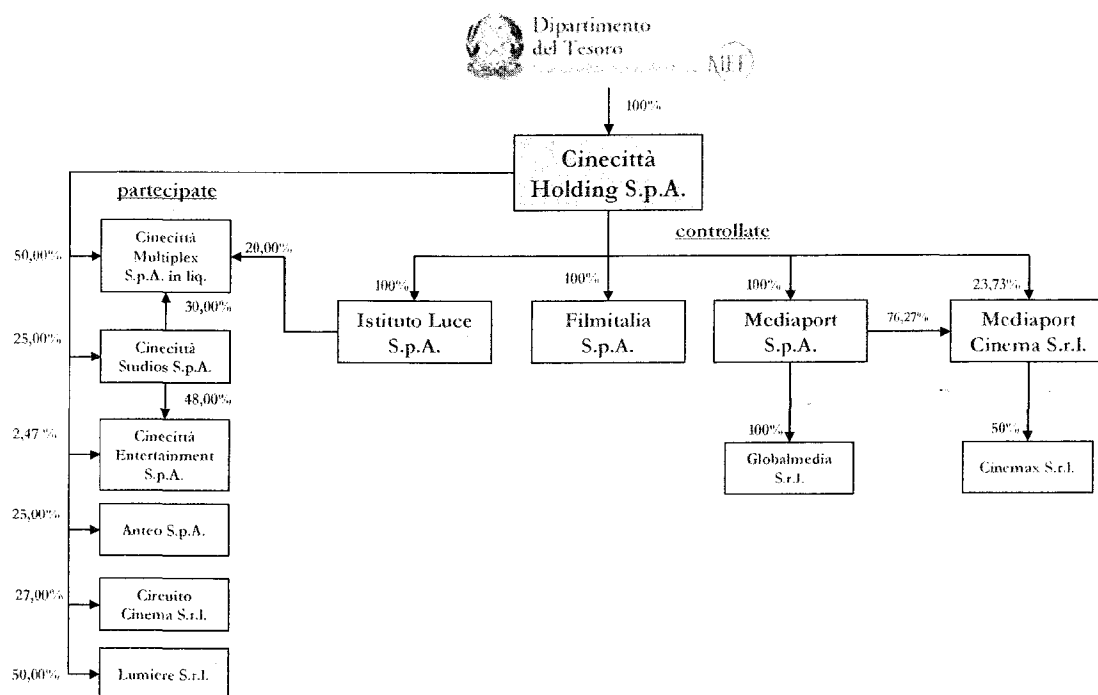 Dipartimento
del Tesoro
100%
Cinecittà
Holding S.p.A.
partecipate
controllate
50,00%
Cinecittà
Multiplex
S.p.A. in liq.
20,00%
30,00%
25,00%
Cinecittà
Studios S.p.A.
48,00%
2,47 %
Cinecittà
Entertainment
S.p.A.
25,00%
Anteo S.p.A.
27,00%
Circuito
Cinema S.r.l.
50,00%
Lumiere S.r.l.
100%
Istituto Luce
S.p.A.
100%
Filmitalia
S.p.A.
100%
Mediaport
S.p.A.
76,27%
23,73%
Mediaport
Cinema S.r.l.
100%
Globalmedia
S.r.l.
50%
Cinemax S.r.l.